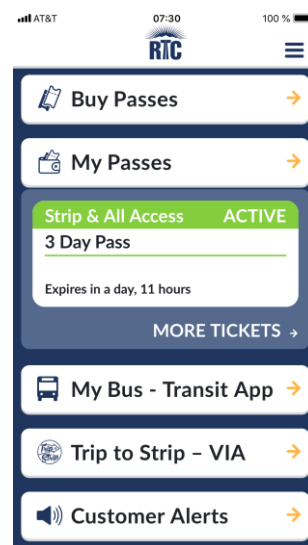 AT&T 07:30 100 %
RTC
Buy Passes
My Passes
Strip & All Access ACTIVE
3 Day Pass
Expires in a day, 11 hours
MORE TICKETS →
My Bus - Transit App
Trip to Strip – VIA
Customer Alerts